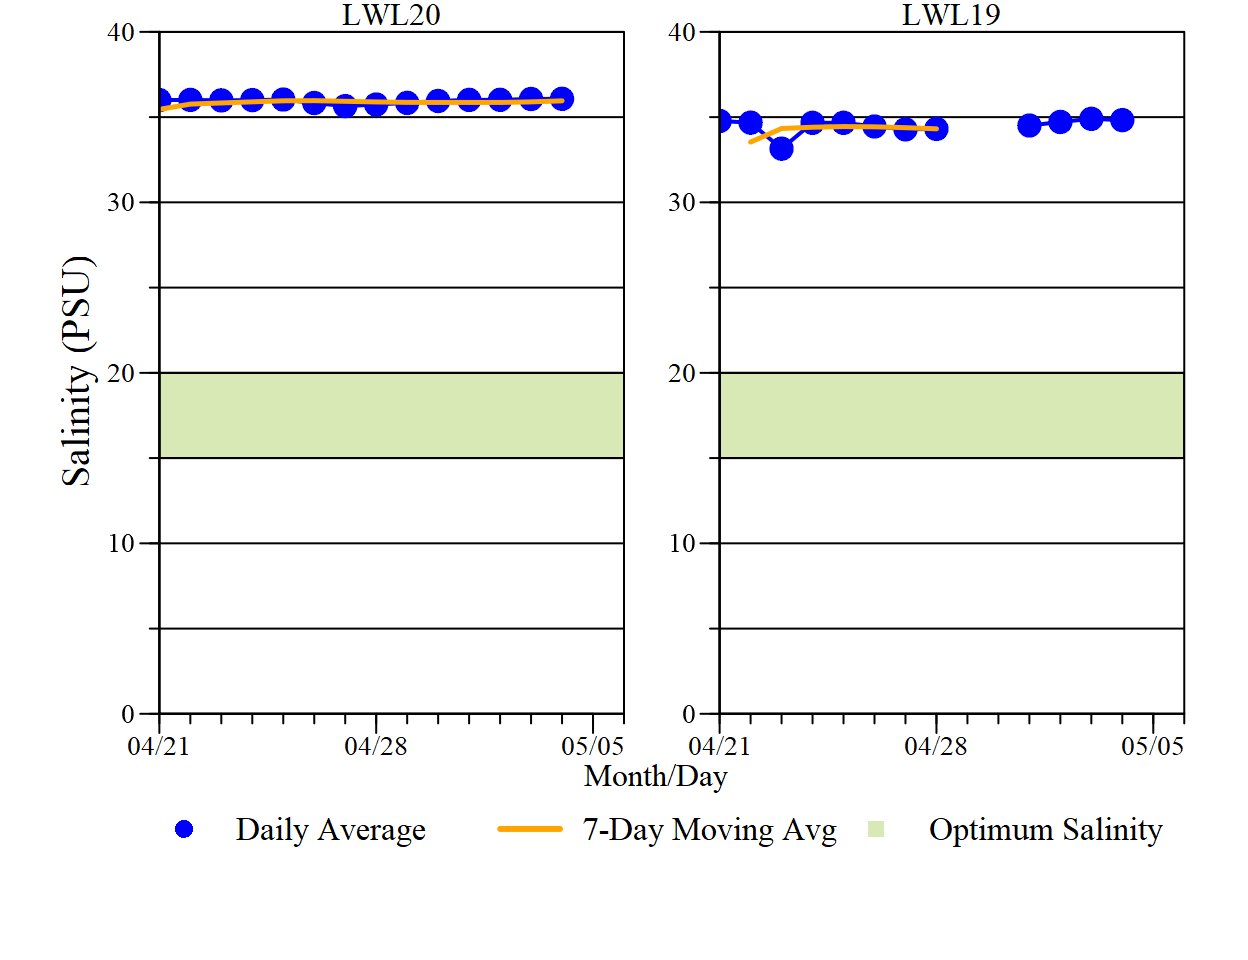 LWL20
LWL19
40
30
20
10
0
40
30
20
10
0
Salinity (PSU)
04/21
04/28
05/05
04/21
04/28
05/05
Month/Day
Daily Average
7-Day Moving Avg
Optimum Salinity